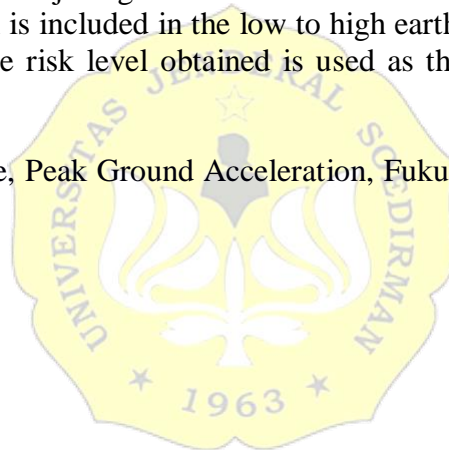 is included in the low to high earth
e risk level obtained is used as th
e, Peak Ground Acceleration, Fuku
UNIVERSITAS JENDERAL SOEDIRMAN
1963